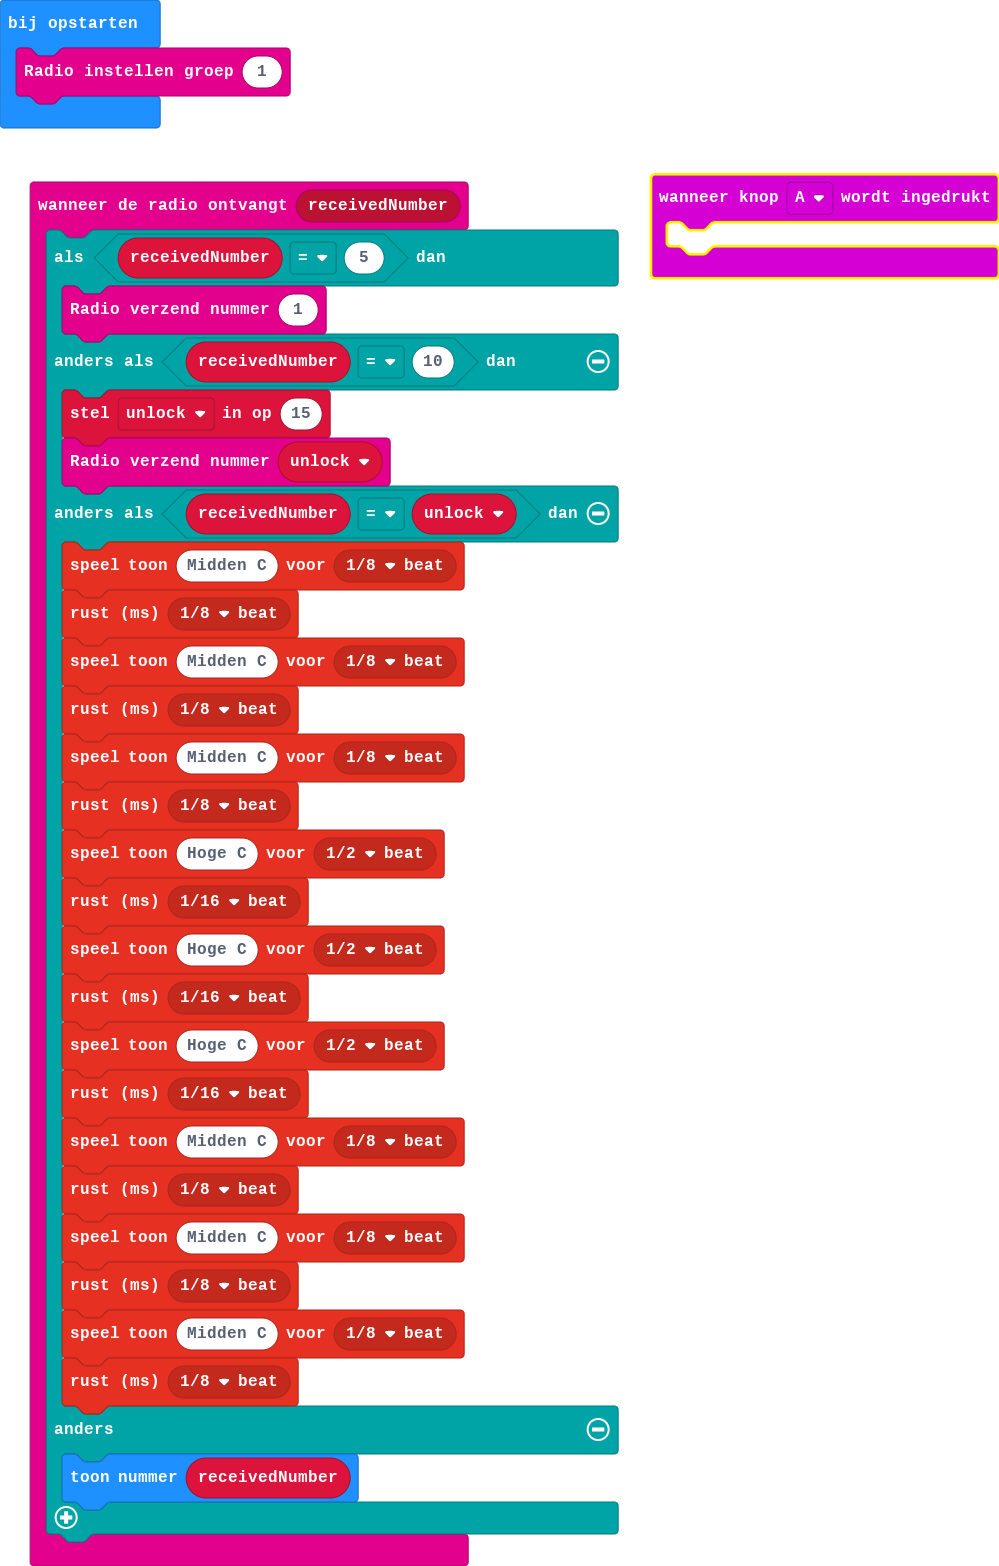 bij opstarten
Radio instellen groep 1
wanneer de radio ontvangt receivedNumber
als receivedNumber = 5 dan
Radio verzend nummer 1
anders als receivedNumber = 10 dan
stel unlock in op 15
Radio verzend nummer unlock
anders als receivedNumber = unlock dan
speel toon Midden C voor 1/8 beat
rust (ms) 1/8 beat
speel toon Midden C voor 1/8 beat
rust (ms) 1/8 beat
speel toon Midden C voor 1/8 beat
rust (ms) 1/8 beat
speel toon Hoge C voor 1/2 beat
rust (ms) 1/16 beat
speel toon Hoge C voor 1/2 beat
rust (ms) 1/16 beat
speel toon Hoge C voor 1/2 beat
rust (ms) 1/16 beat
speel toon Midden C voor 1/8 beat
rust (ms) 1/8 beat
speel toon Midden C voor 1/8 beat
rust (ms) 1/8 beat
speel toon Midden C voor 1/8 beat
rust (ms) 1/8 beat
anders
toon nummer receivedNumber
wanneer knop A wordt ingedrukt